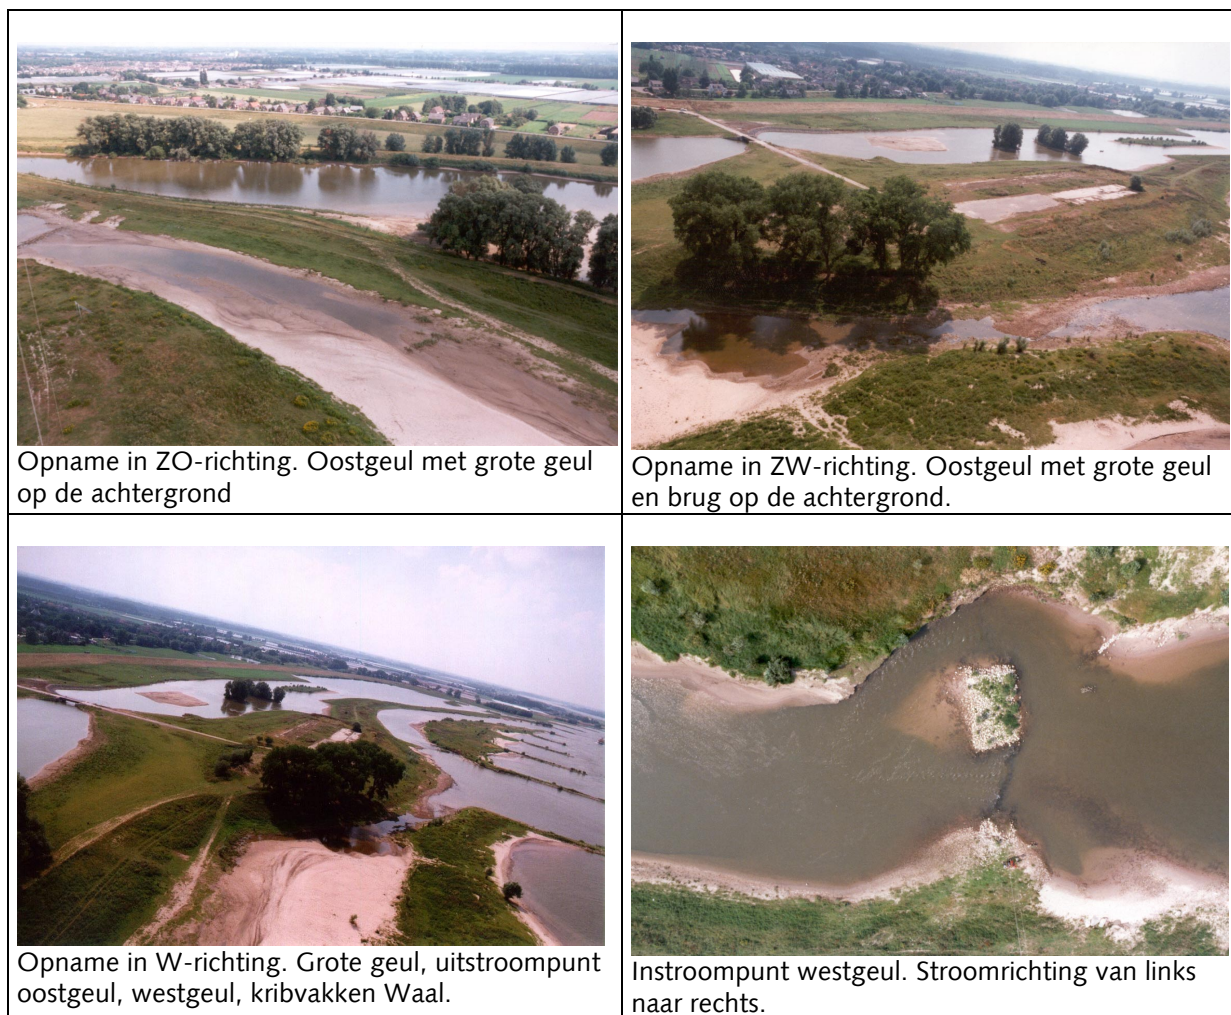 Opname in ZO-richting. Oostgeul met grote geul
op de achtergrond
Opname in ZW-richting. Oostgeul met grote geul
en brug op de achtergrond.
Opname in W-richting. Grote geul, uitstroompunt
oostgeul, westgeul, kribvakken Waal.
Instroompunt westgeul. Stroomrichting van links
naar rechts.